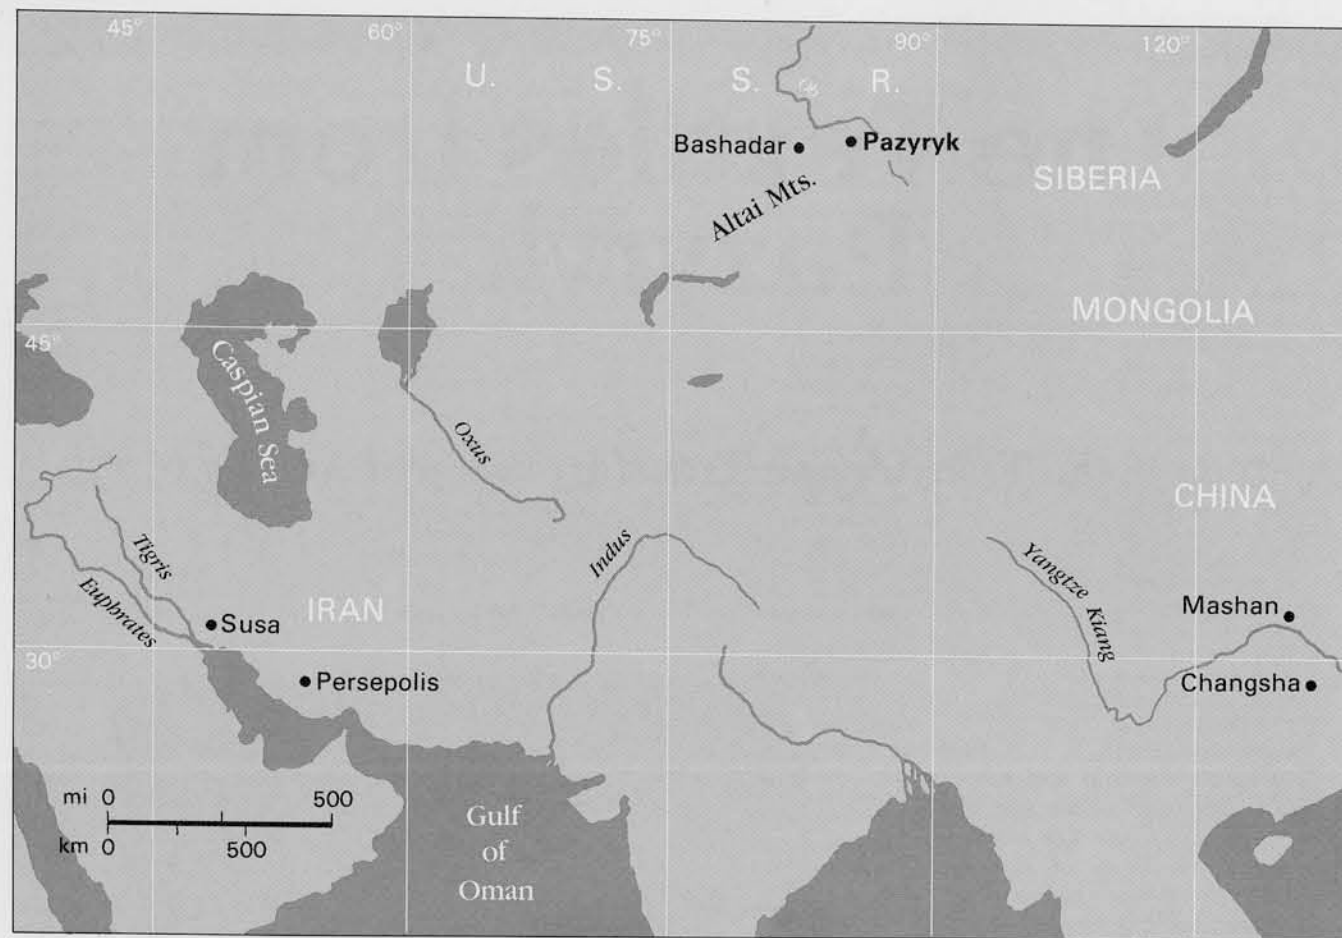 45° 60° 75° 90° 120°
U. S. S. R.
Bashadar Pazyryk
SIBERIA
Altai Mts.
MONGOLIA
45°
Caspian Sea
Oxus
CHINA
Tigris
Indus
Yangtze Kiang
Euphrates
IRAN
Susa
Mashan
30°
Persepolis
Changsha
mi 0 500
km 0 500
Gulf
of
Oman